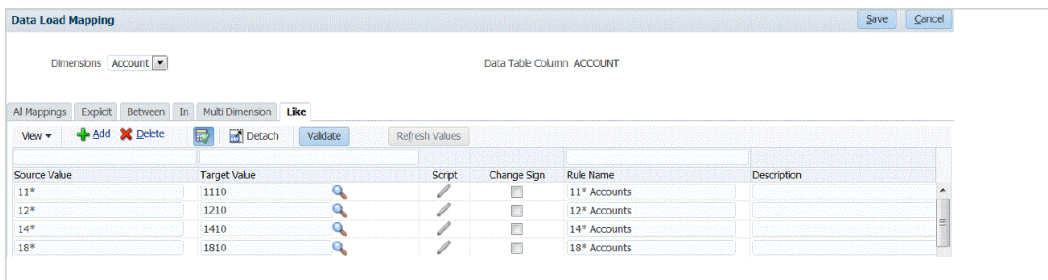 Data Load Mapping Save Cancel
Dimensions Account Data Table Column ACCOUNT
All Mappings Explicit Between In Multi Dimension Like
View Add Delete Detach Validate Refresh Values
Source Value Target Value Script Change Sign Rule Name Description
11* 1110 11* Accounts
12* 1210 12* Accounts
14* 1410 14* Accounts
18* 1810 18* Accounts